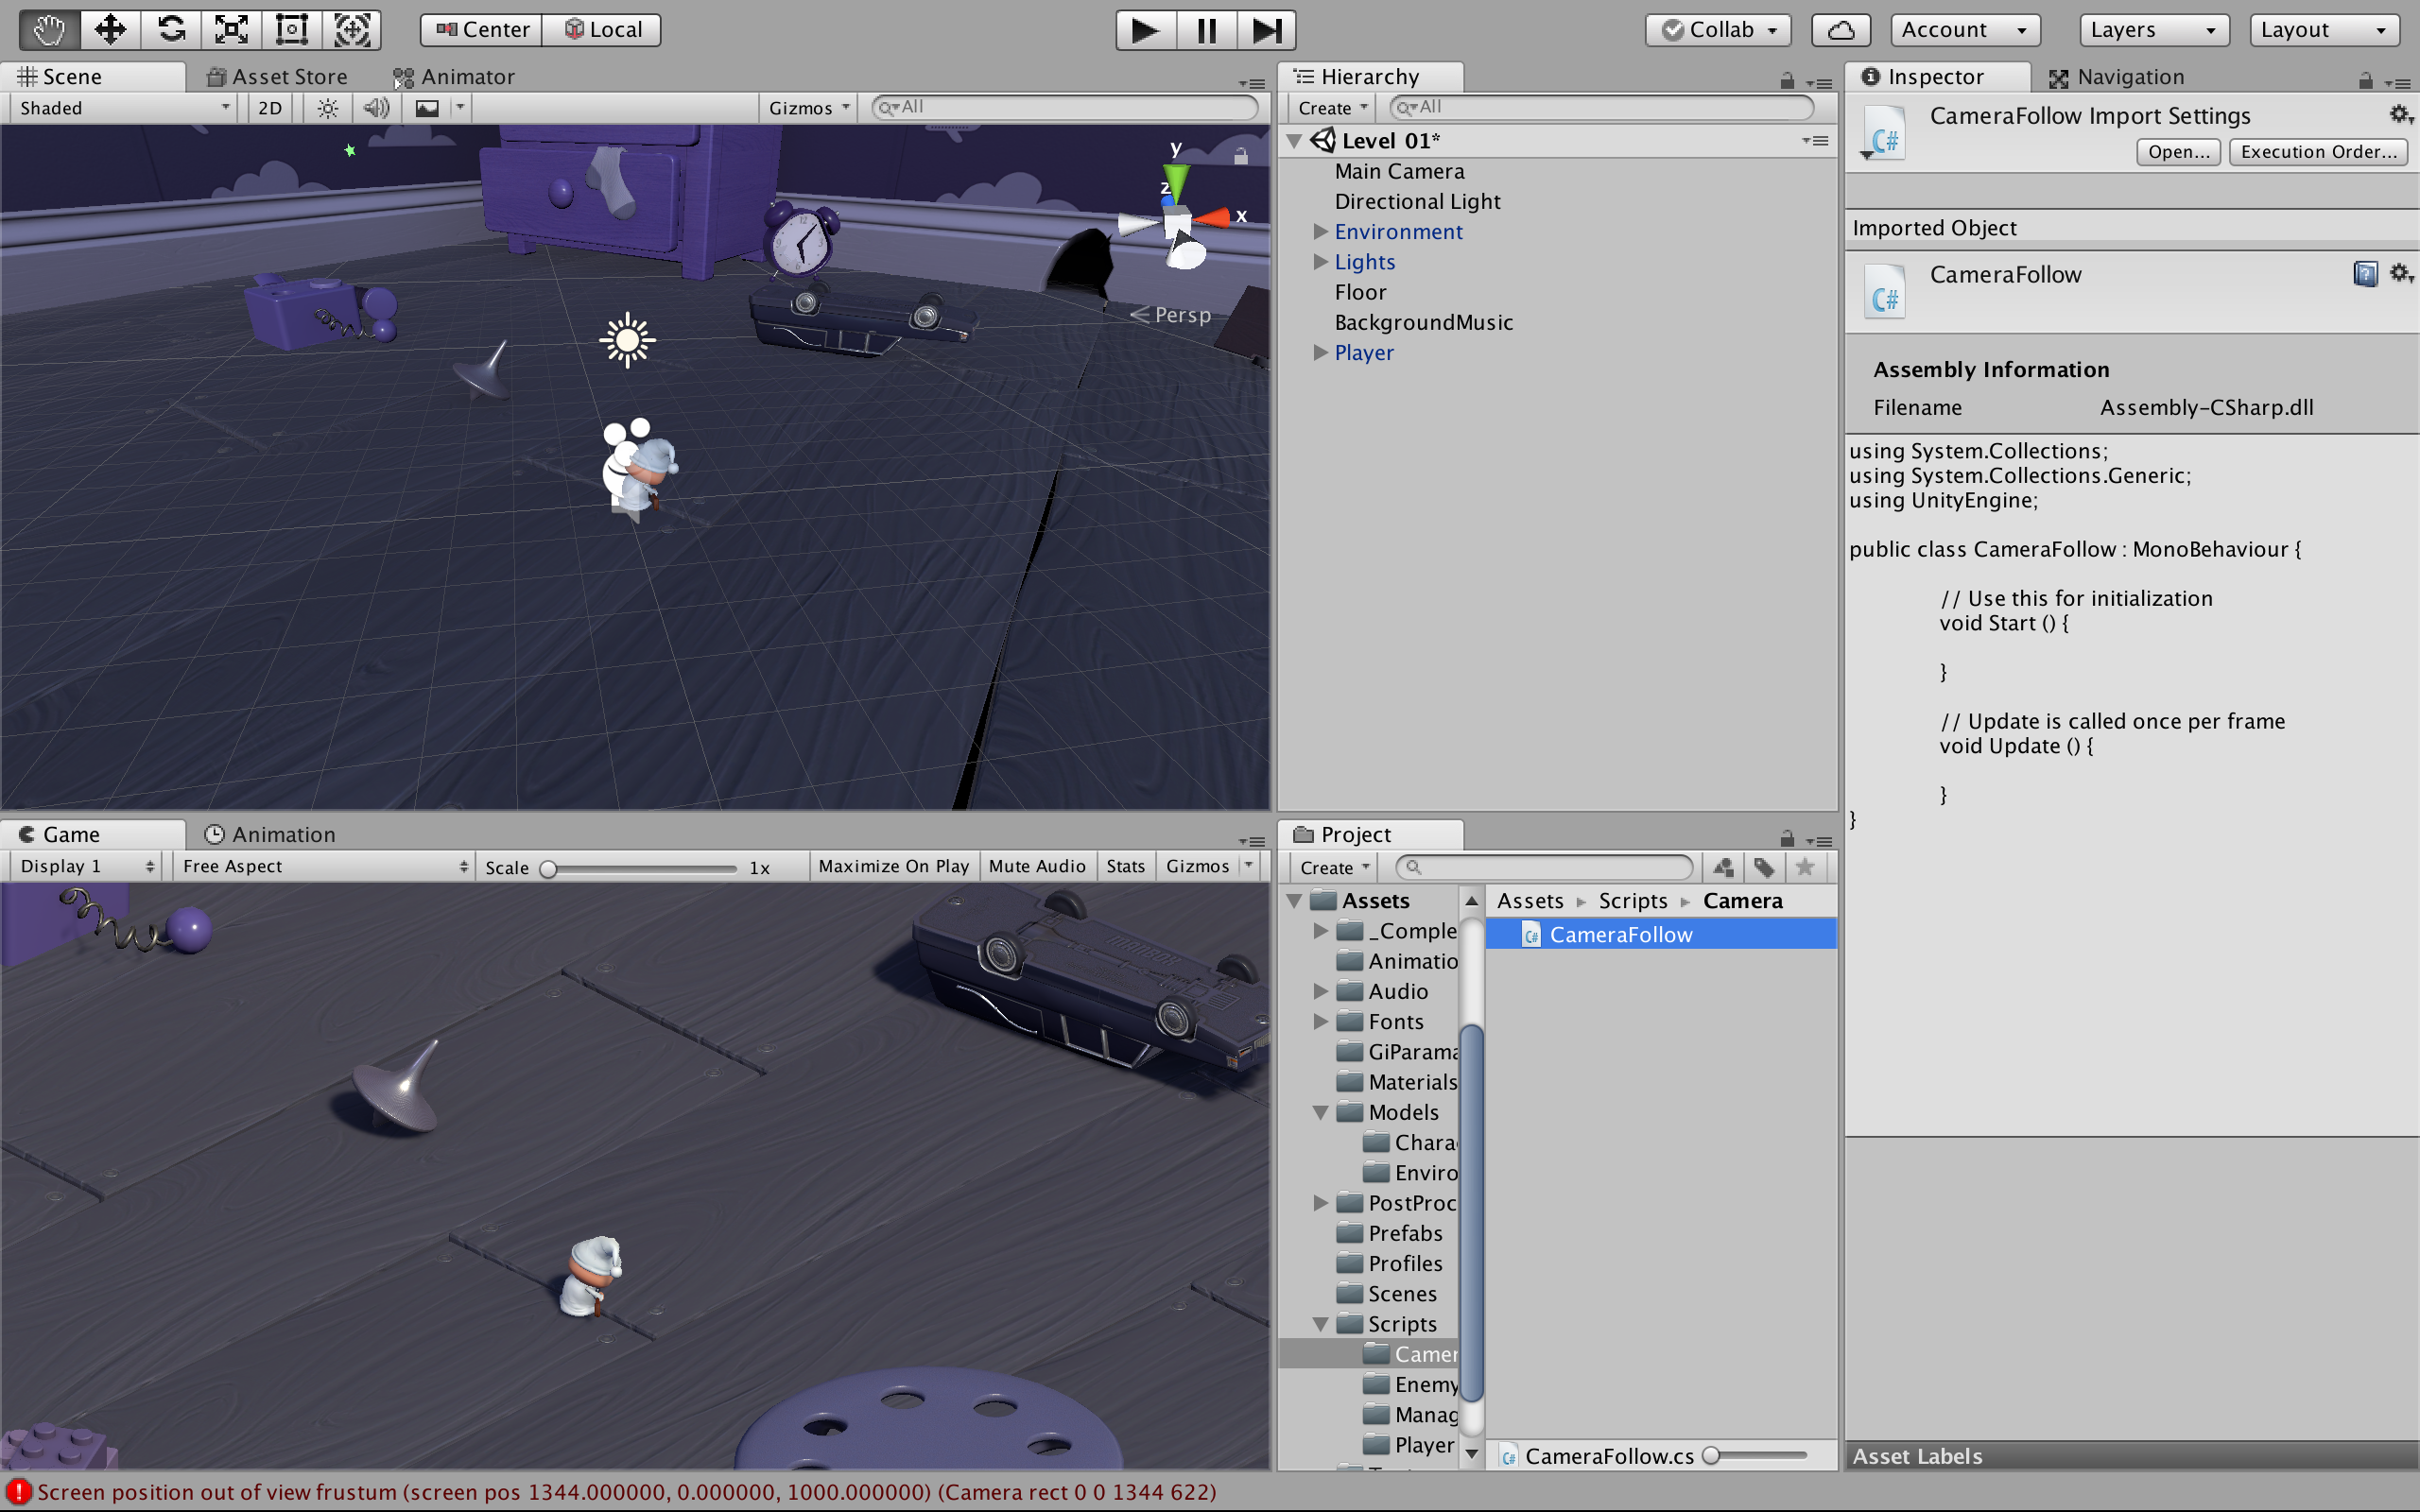 Center Local Collab Account Layers Layout
Scene Asset Store Animator
Shaded 2D Gizmos All
y
z
x
Persp
Hierarchy
Create All
Level 01*
Main Camera
Directional Light
Environment
Lights
Floor
BackgroundMusic
Player
Inspector Navigation
CameraFollow Import Settings
Open... Execution Order...
Imported Object
CameraFollow
Assembly Information
Filename Assembly-CSharp.dll
using System.Collections;
using System.Collections.Generic;
using UnityEngine;
public class CameraFollow : MonoBehaviour {
// Use this for initialization
void Start () {
}
// Update is called once per frame
void Update () {
}
}
Asset Labels
Game Animation
Display 1 Free Aspect Scale 1x Maximize On Play Mute Audio Stats Gizmos
Project
Create
Assets
_Comple
Animatio
Audio
Fonts
GiParama
Materials
Models
Chara
Enviro
PostProc
Prefabs
Profiles
Scenes
Scripts
Camer
Enemy
Manag
Player
Assets Scripts Camera
CameraFollow
CameraFollow.cs
Screen position out of view frustum (screen pos 1344.000000, 0.000000, 1000.000000) (Camera rect 0 0 1344 622)